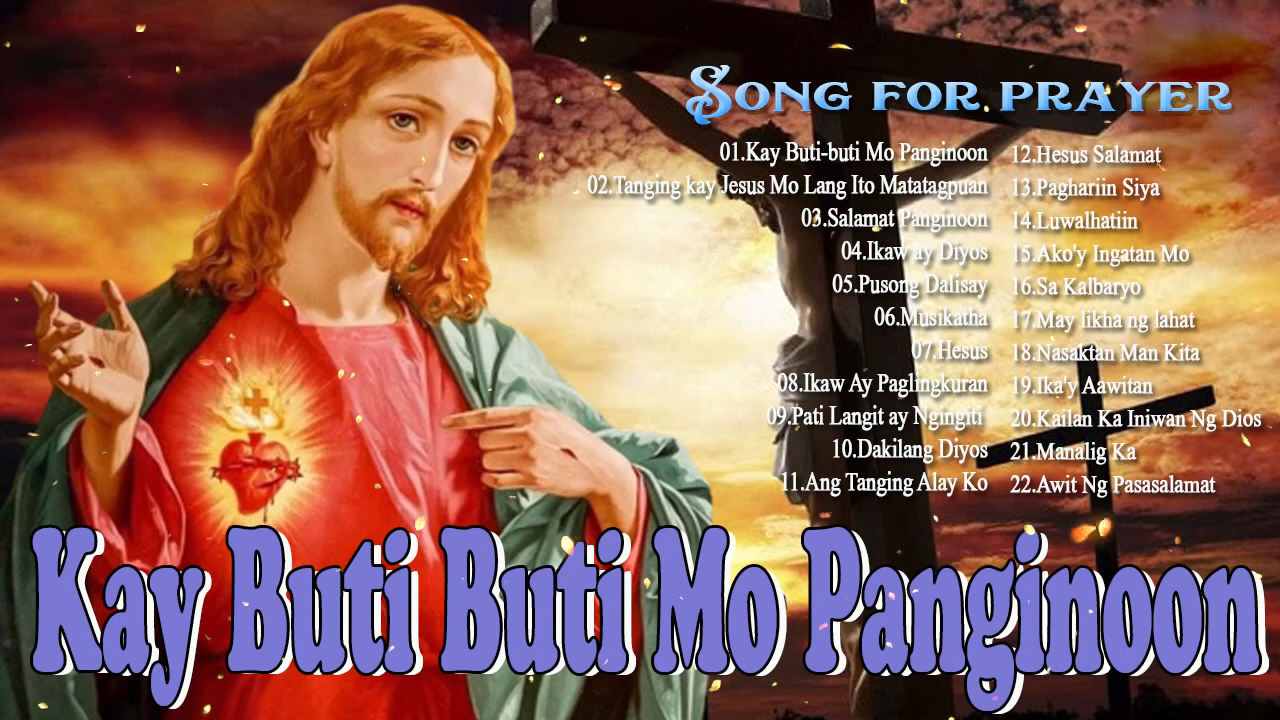 Song for prayer
01.Kay Buti-buti Mo Panginoon
02.Tanging kay Jesus Mo Lang Ito Matatagpuan
03.Salamat Panginoon
04.Ikaw ay Diyos
05.Pusong Dalisay
06.Musikatha
07.Hesus
08.Ikaw Ay Paglingkuran
09.Pati Langit ay Ngingiti
10.Dakilang Diyos
11.Ang Tanging Alay Ko
12.Hesus Salamat
13.Paghariin Siya
14.Luwalhatiin
15.Ako'y Ingatan Mo
16.Sa Kalbaryo
17.May likha ng lahat
18.Nasaktan Man Kita
19.Ika'y Aawitan
20.Kailan Ka Iniwan Ng Dios
21.Manalig Ka
22.Awit Ng Pasasalamat
Kay Buti Buti Mo Panginoon